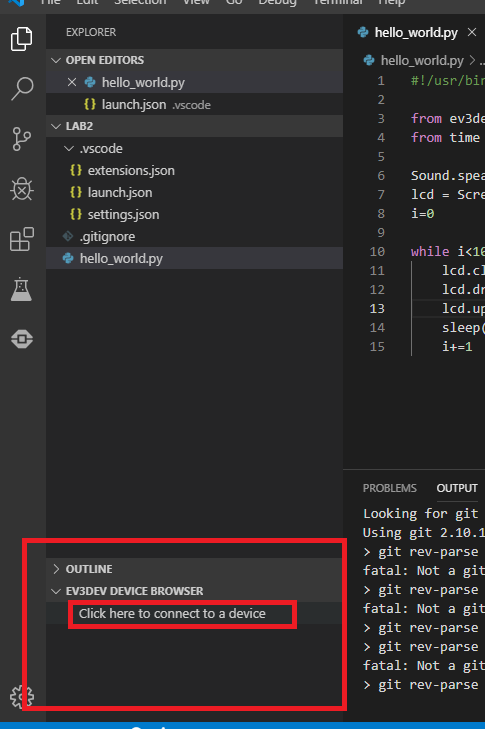 File Edit Selection View Go Debug Terminal Help
EXPLORER
OPEN EDITORS
hello_world.py
launch.json .vscode
LAB2
.vscode
extensions.json
launch.json
settings.json
.gitignore
hello_world.py
OUTLINE
EV3DEV DEVICE BROWSER
Click here to connect to a device
hello_world.py
hello_world.py > ..
1 #!/usr/bin
2
3 from ev3de
4 from time
5
6 Sound.spea
7 lcd = Scre
8 i=0
9
10 while i<10
11 lcd.cl
12 lcd.dr
13 lcd.up
14 sleep(
15 i+=1
PROBLEMS OUTPUT
Looking for git
Using git 2.10.1
> git rev-parse
fatal: Not a git
> git rev-parse
fatal: Not a git
> git rev-parse
> git rev-parse
fatal: Not a git
> git rev-parse